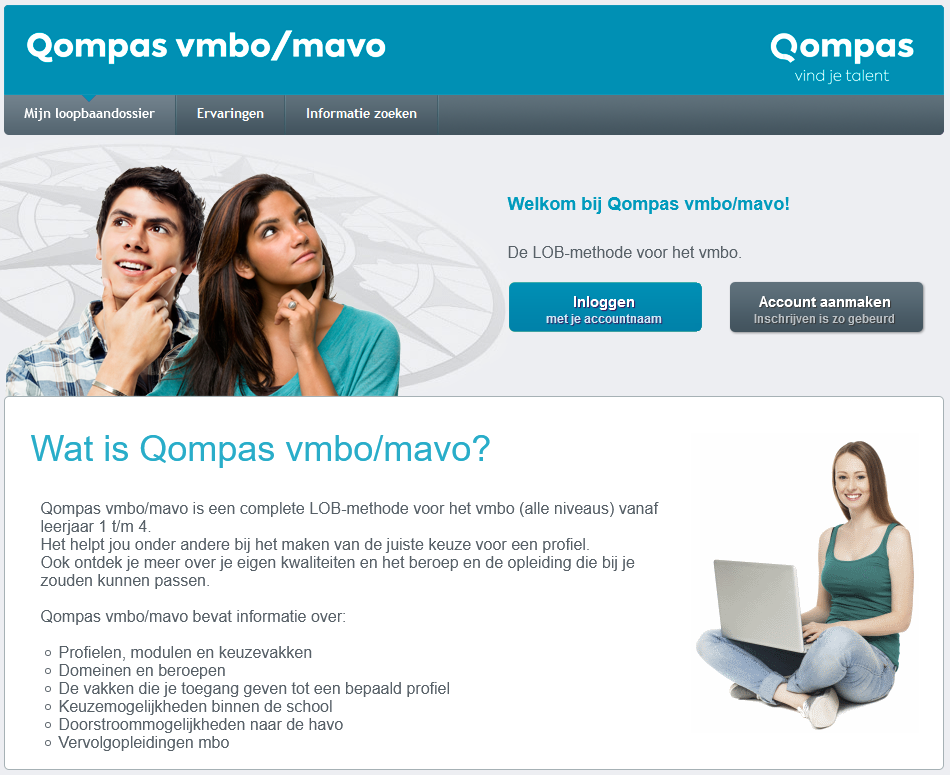 Qompas vmbo/mavo
Qompas
vind je talent
Mijn loopbaandossier Ervaringen Informatie zoeken
Welkom bij Qompas vmbo/mavo!
De LOB-methode voor het vmbo.
Inloggen
met je accountnaam
Account aanmaken
Inschrijven is zo gebeurd
Wat is Qompas vmbo/mavo?
Qompas vmbo/mavo is een complete LOB-methode voor het vmbo (alle niveaus) vanaf
leerjaar 1 t/m 4.
Het helpt jou onder andere bij het maken van de juiste keuze voor een profiel.
Ook ontdek je meer over je eigen kwaliteiten en het beroep en de opleiding die bij je
zouden kunnen passen.
Qompas vmbo/mavo bevat informatie over:
Profielen, modulen en keuzevakken
Domeinen en beroepen
De vakken die je toegang geven tot een bepaald profiel
Keuzemogelijkheden binnen de school
Doorstroommogelijkheden naar de havo
Vervolgopleidingen mbo